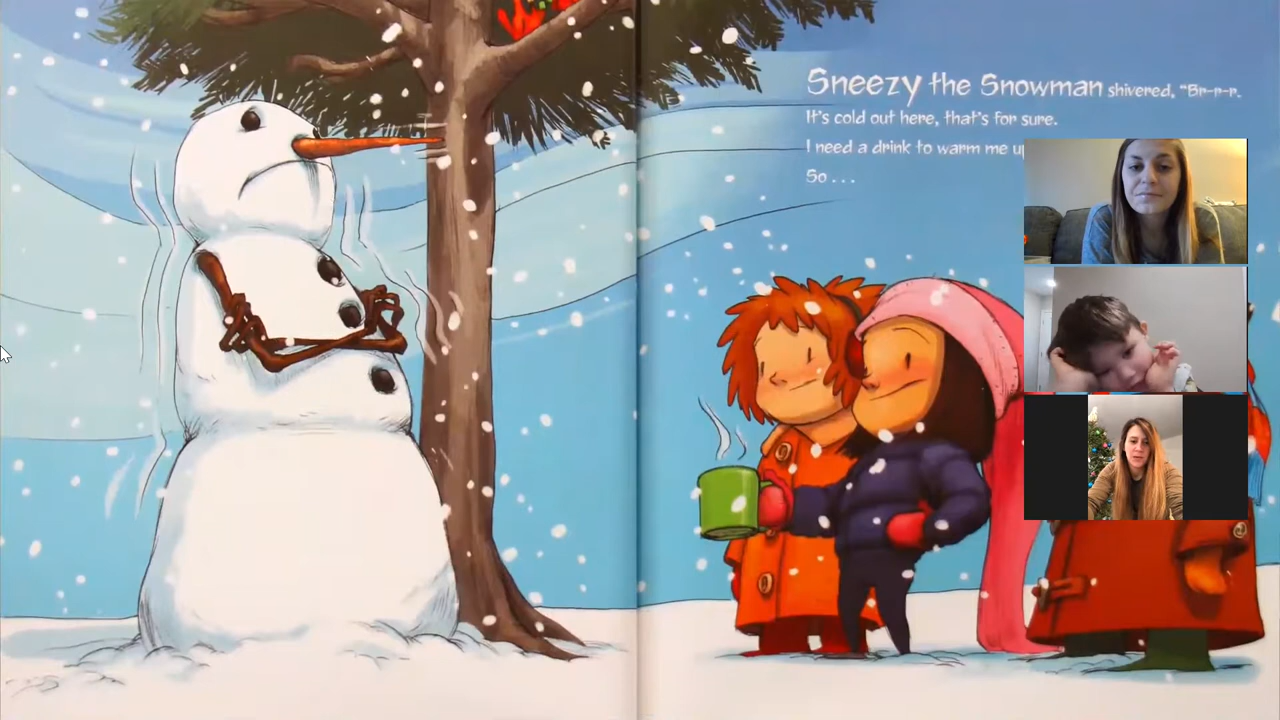 Sneezy the Snowman shivered, "Br-r-r.
It's cold out here, that's for sure.
I need a drink to warm me
So . . .